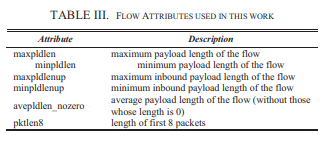 TABLE III. FLOW ATTRIBUTES USED IN THIS WORK
Attribute Description
maxpldlen maximum payload length of the flow
minpldlen minimum payload length of the flow
maxpldlenup maximum inbound payload length of the flow
minpldlenup minimum inbound payload length of the flow
avepldlen_nozero average payload length of the flow (without those
whose length is 0)
pktlen8 length of first 8 packets